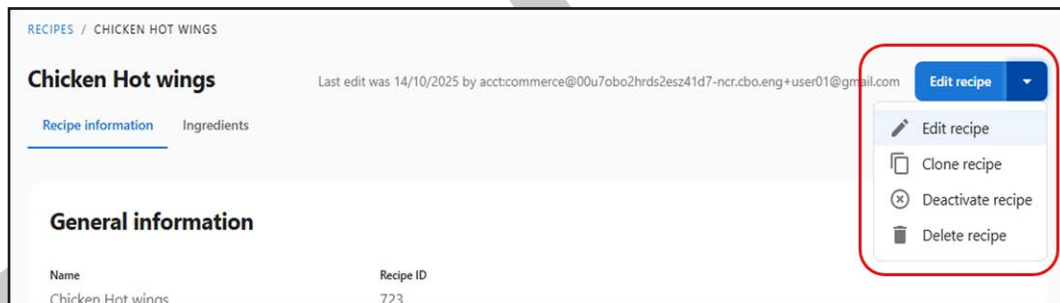 RECIPES / CHICKEN HOT WINGS
Chicken Hot wings
Last edit was 14/10/2025 by acct:commerce@00u7obo2hrds2esz41d7-ncr.cbo.eng+user01@gmail.com
Edit recipe
Recipe information Ingredients
Edit recipe
Clone recipe
Deactivate recipe
Delete recipe
General information
Name Recipe ID
Chicken Hot wings 723